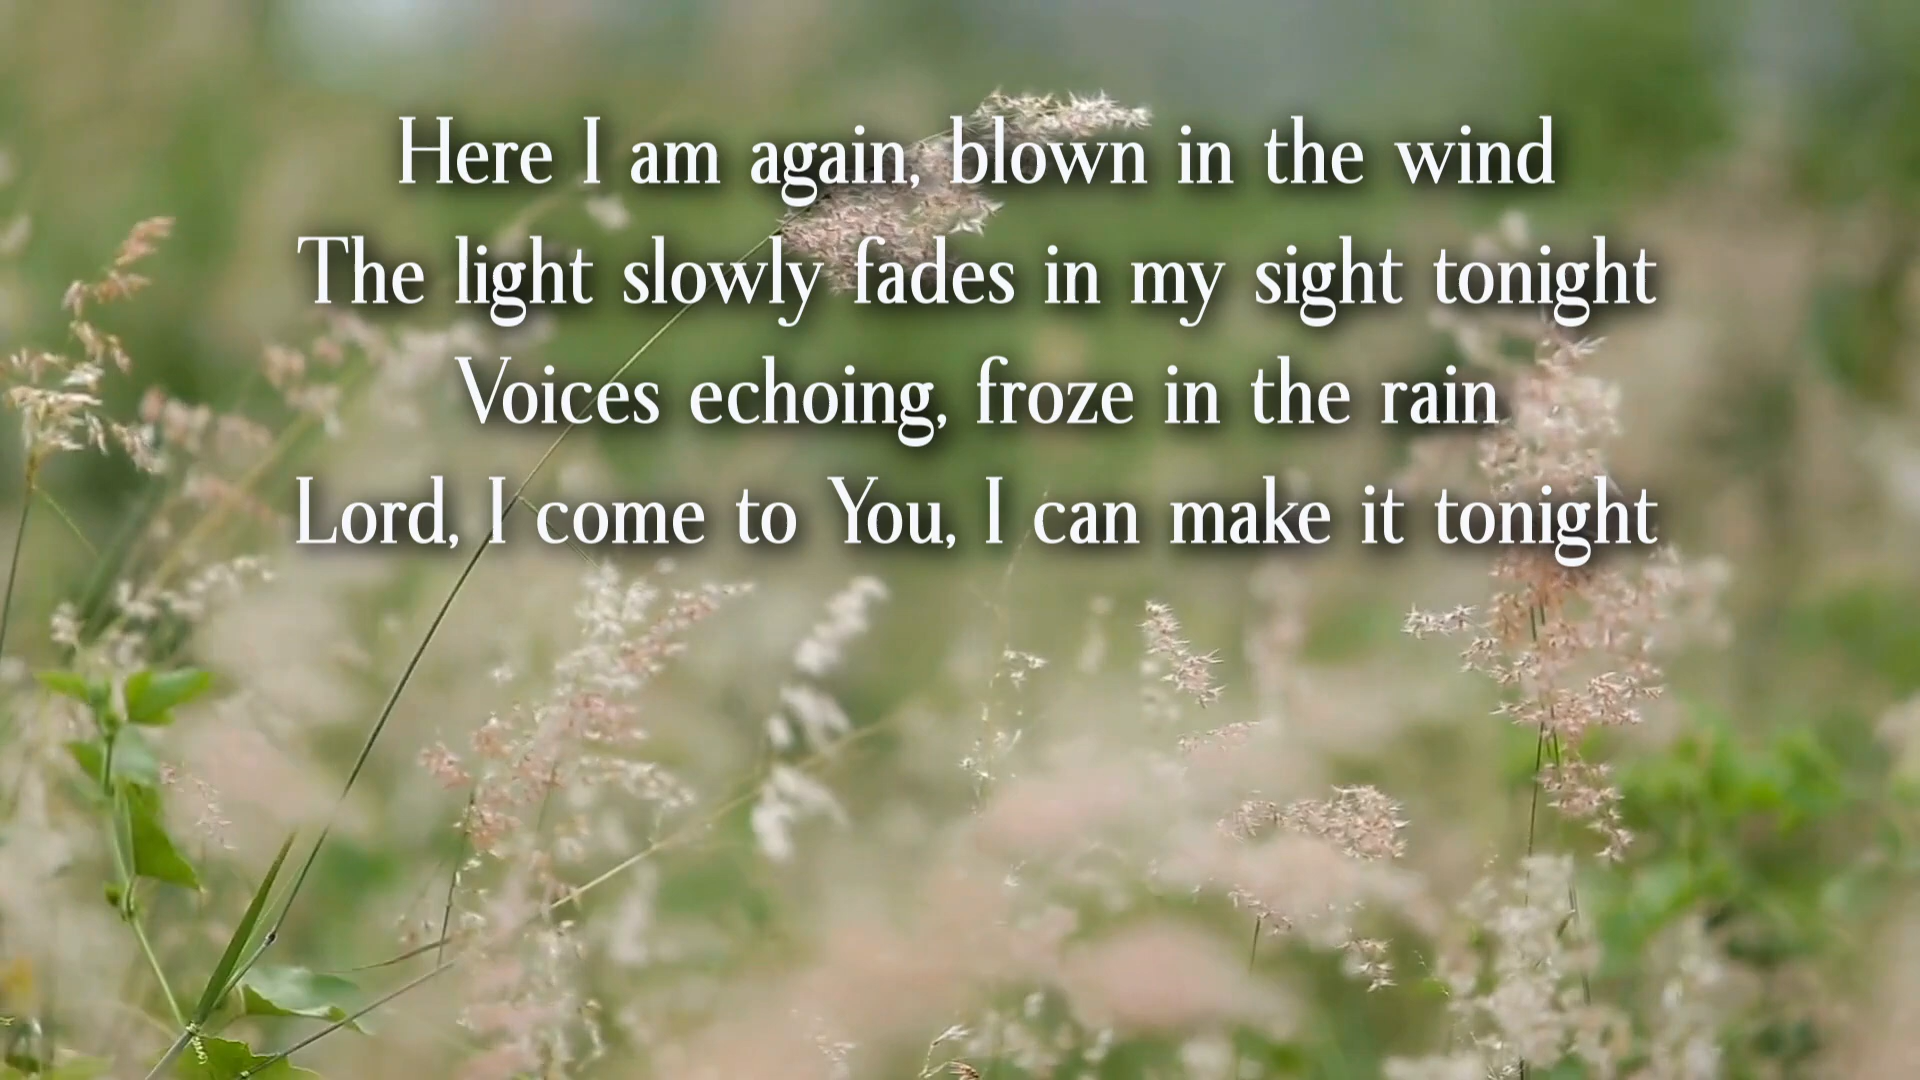 Here I am again, blown in the wind
The light slowly fades in my sight tonight
Voices echoing, froze in the rain
Lord, I come to You, I can make it tonight